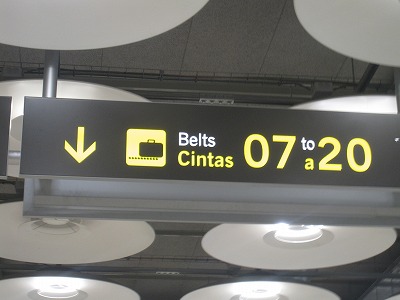 Belts
Cintas 07 to
a 20